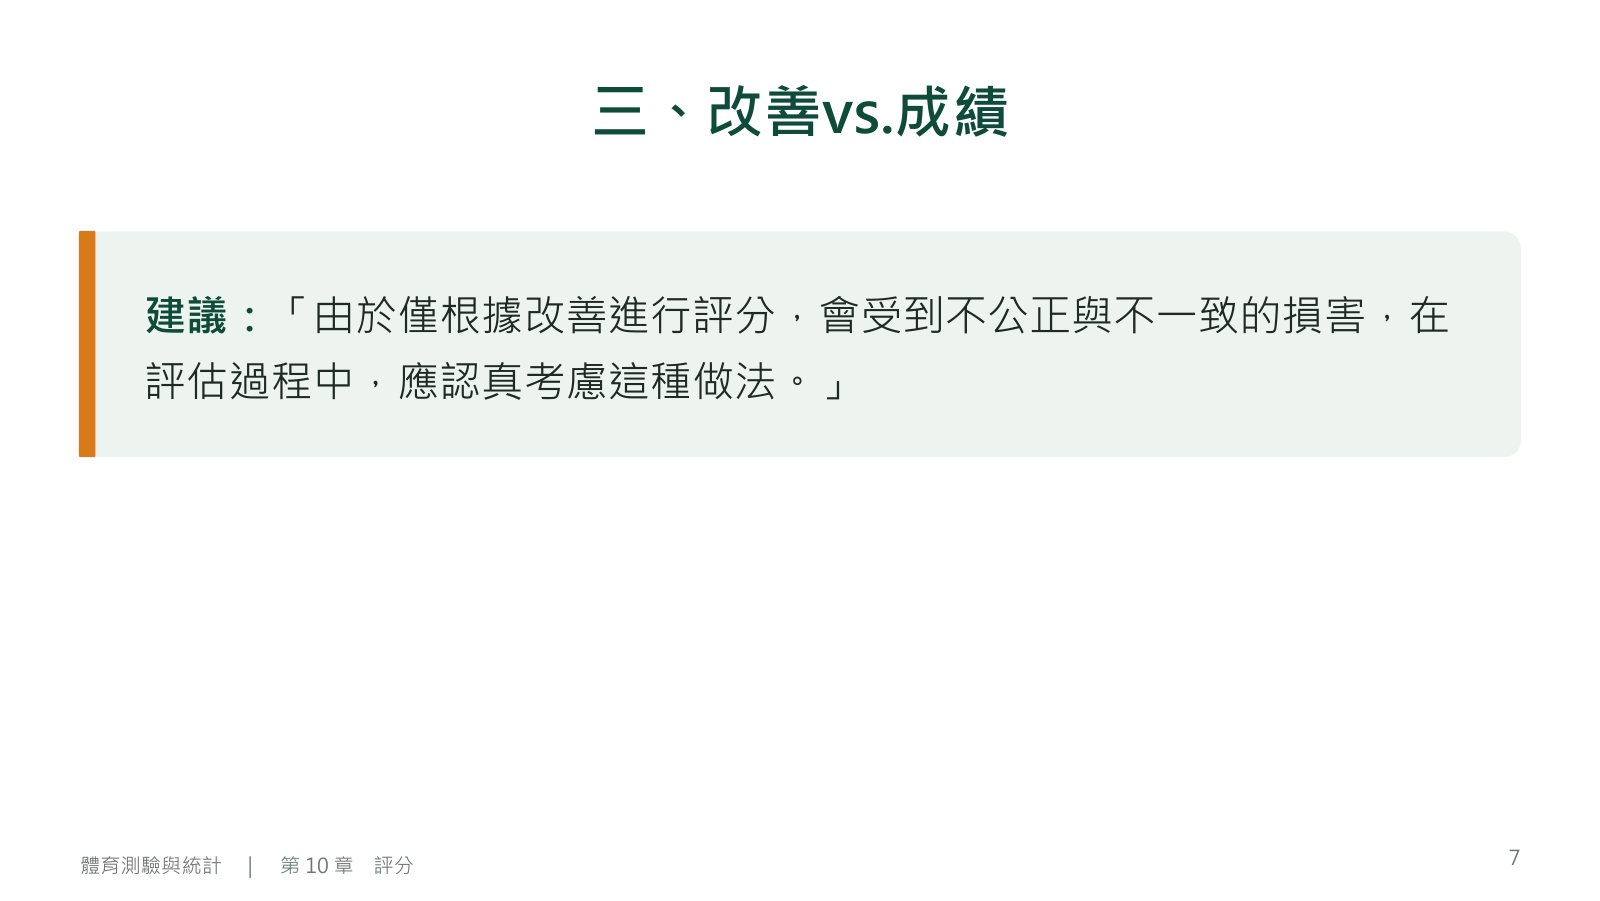 三、改善vs.成績
建議：「由於僅根據改善進行評分，會受到不公正與不一致的損害，在
評估過程中，應認真考慮這種做法。」
體育測驗與統計 | 第 10 章 評分
7